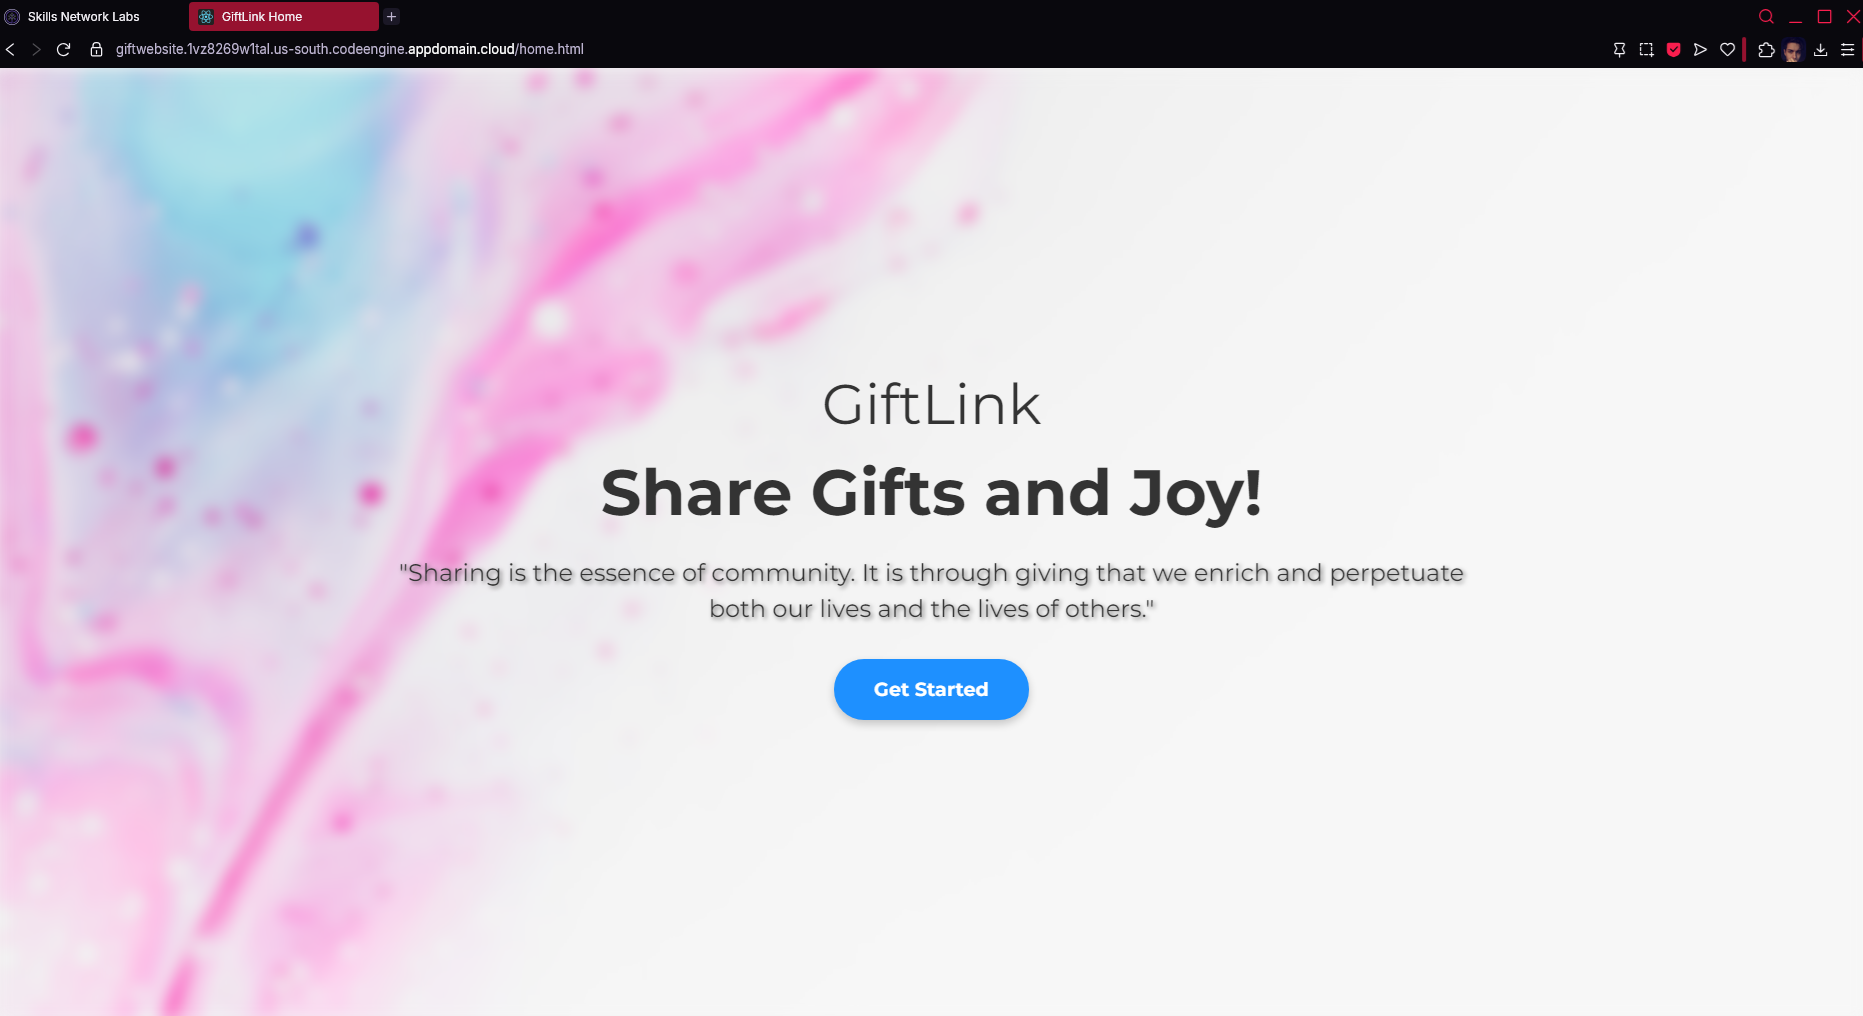 Skills Network Labs
GiftLink Home
giftwebsite.1vz8269w1tal.us-south.codeengine.appdomain.cloud/home.html
GiftLink
Share Gifts and Joy!
"Sharing is the essence of community. It is through giving that we enrich and perpetuate
both our lives and the lives of others."
Get Started